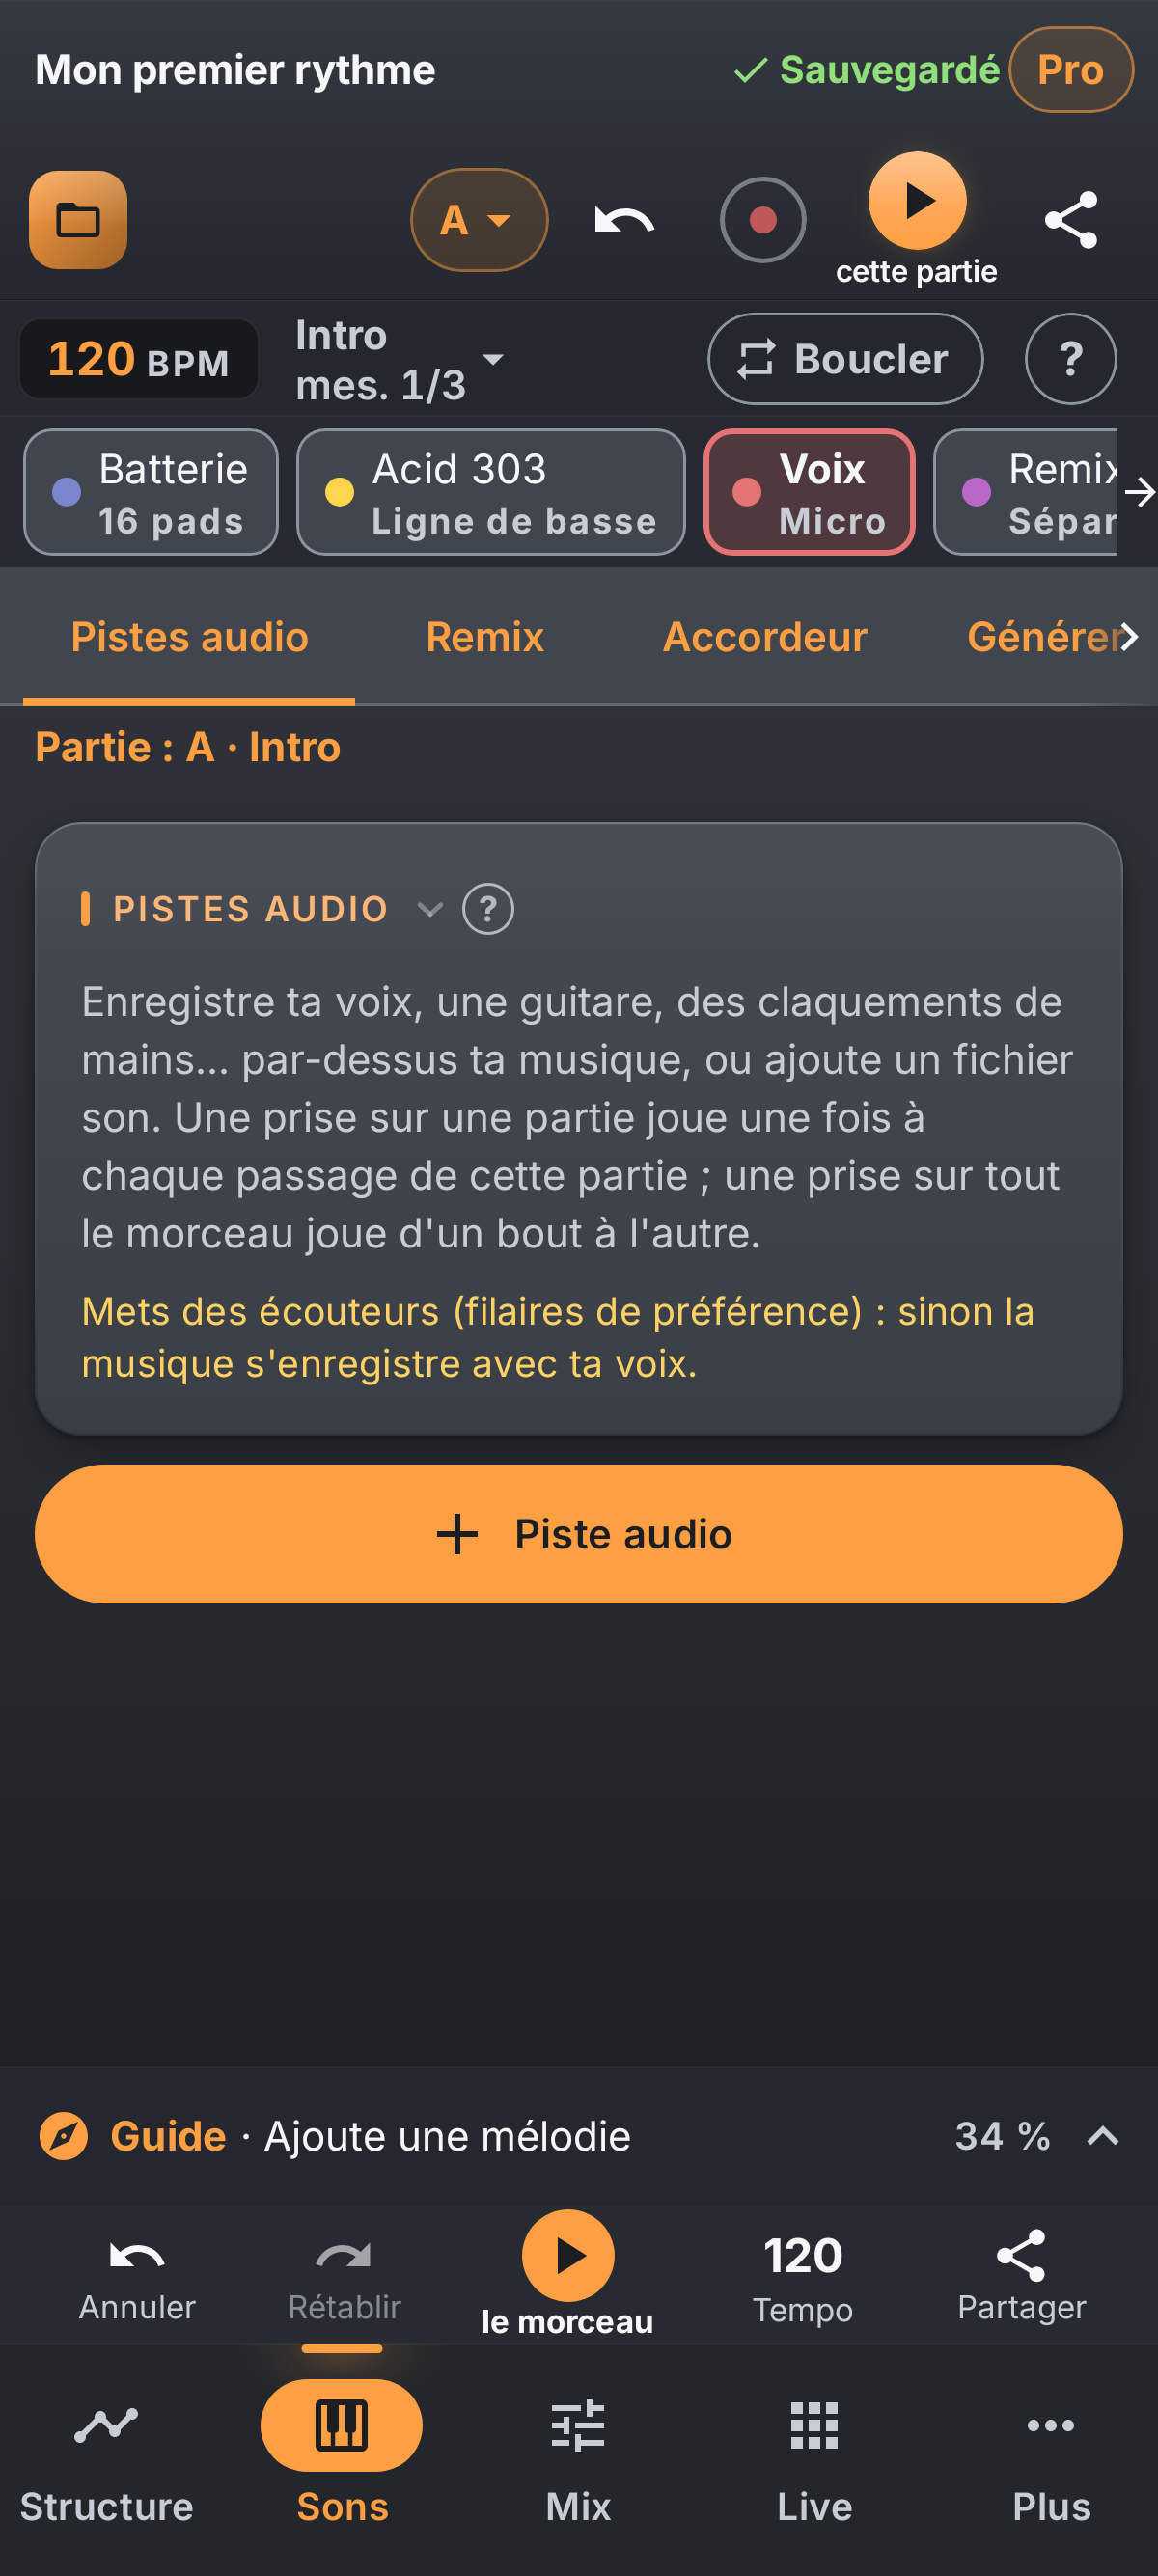 Mon premier rythme
Sauvegardé
Pro
A
cette partie
120 BPM
Intro
mes. 1/3
Boucler
?
Batterie
16 pads
Acid 303
Ligne de basse
Voix
Micro
Remix
Sépar
Pistes audio
Remix
Accordeur
Générer
Partie : A · Intro
PISTES AUDIO
?
Enregistre ta voix, une guitare, des claquements de
mains... par-dessus ta musique, ou ajoute un fichier
son. Une prise sur une partie joue une fois à
chaque passage de cette partie ; une prise sur tout
le morceau joue d'un bout à l'autre.
Mets des écouteurs (filaires de préférence) : sinon la
musique s'enregistre avec ta voix.
Piste audio
Guide · Ajoute une mélodie
34 %
Annuler
Rétablir
le morceau
120
Tempo
Partager
Structure
Sons
Mix
Live
Plus